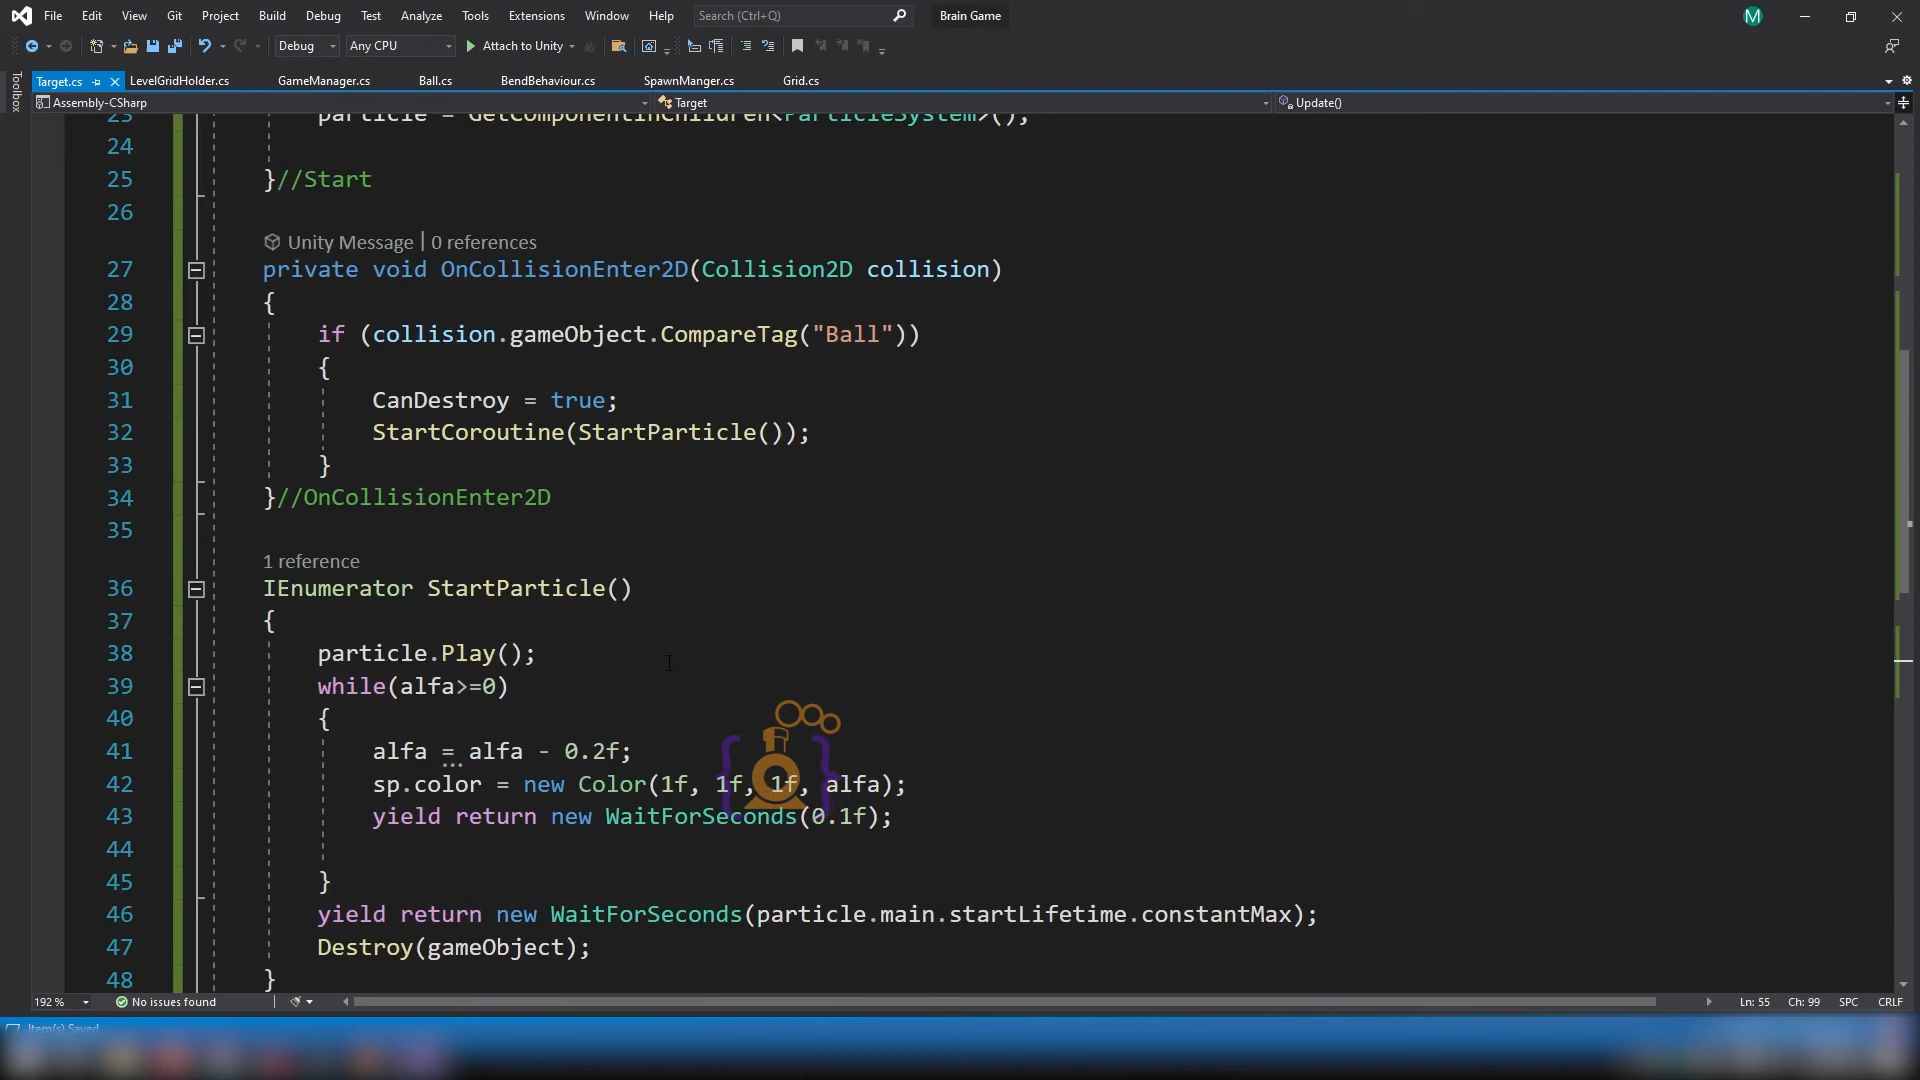 File Edit View Git Project Build Debug Test Analyze Tools Extensions Window Help Search (Ctrl+Q) Brain Game M
Debug Any CPU Attach to Unity
Toolbox
Target.cs LevelGridHolder.cs GameManager.cs Ball.cs BendBehaviour.cs SpawnManger.cs Grid.cs
Assembly-CSharp Target Update()
23 particle = GetComponentInChildren<ParticleSystem>();
24
25 }//Start
26
Unity Message | 0 references
27 private void OnCollisionEnter2D(Collision2D collision)
28 {
29 if (collision.gameObject.CompareTag("Ball"))
30 {
31 CanDestroy = true;
32 StartCoroutine(StartParticle());
33 }
34 }//OnCollisionEnter2D
35
1 reference
36 IEnumerator StartParticle()
37 {
38 particle.Play();
39 while(alfa>=0)
40 {
41 alfa = alfa - 0.2f;
42 sp.color = new Color(1f, 1f, 1f, alfa);
43 yield return new WaitForSeconds(0.1f);
44
45 }
46 yield return new WaitForSeconds(particle.main.startLifetime.constantMax);
47 Destroy(gameObject);
48 }
192 % No issues found Ln: 55 Ch: 99 SPC CRLF
Item(s) Saved